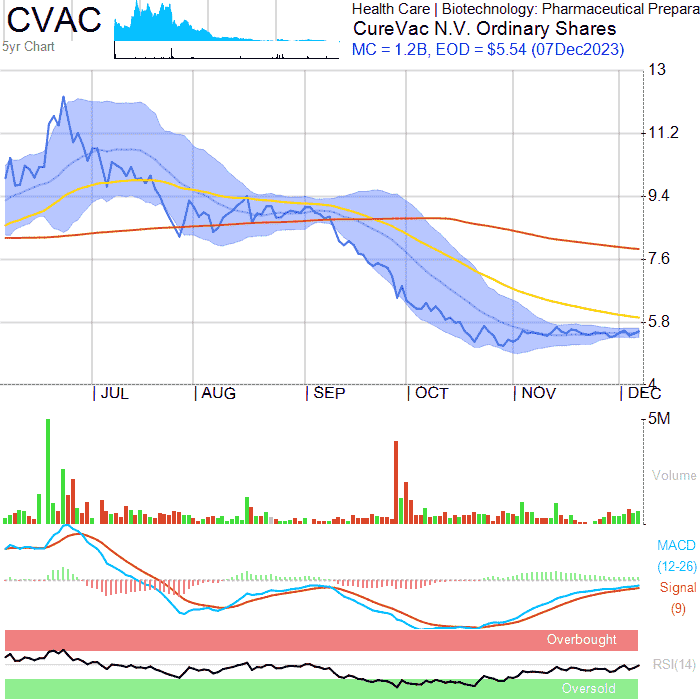 CVAC
5yr Chart
Health Care | Biotechnology: Pharmaceutical Prepara
CureVac N.V. Ordinary Shares
MC = 1.2B, EOD = $5.54 (07Dec2023)
13
11.2
9.4
7.6
5.8
4
JUL AUG SEP OCT NOV DEC
5M
Volume
MACD
(12-26)
Signal
(9)
Overbought
RSI(14)
Oversold